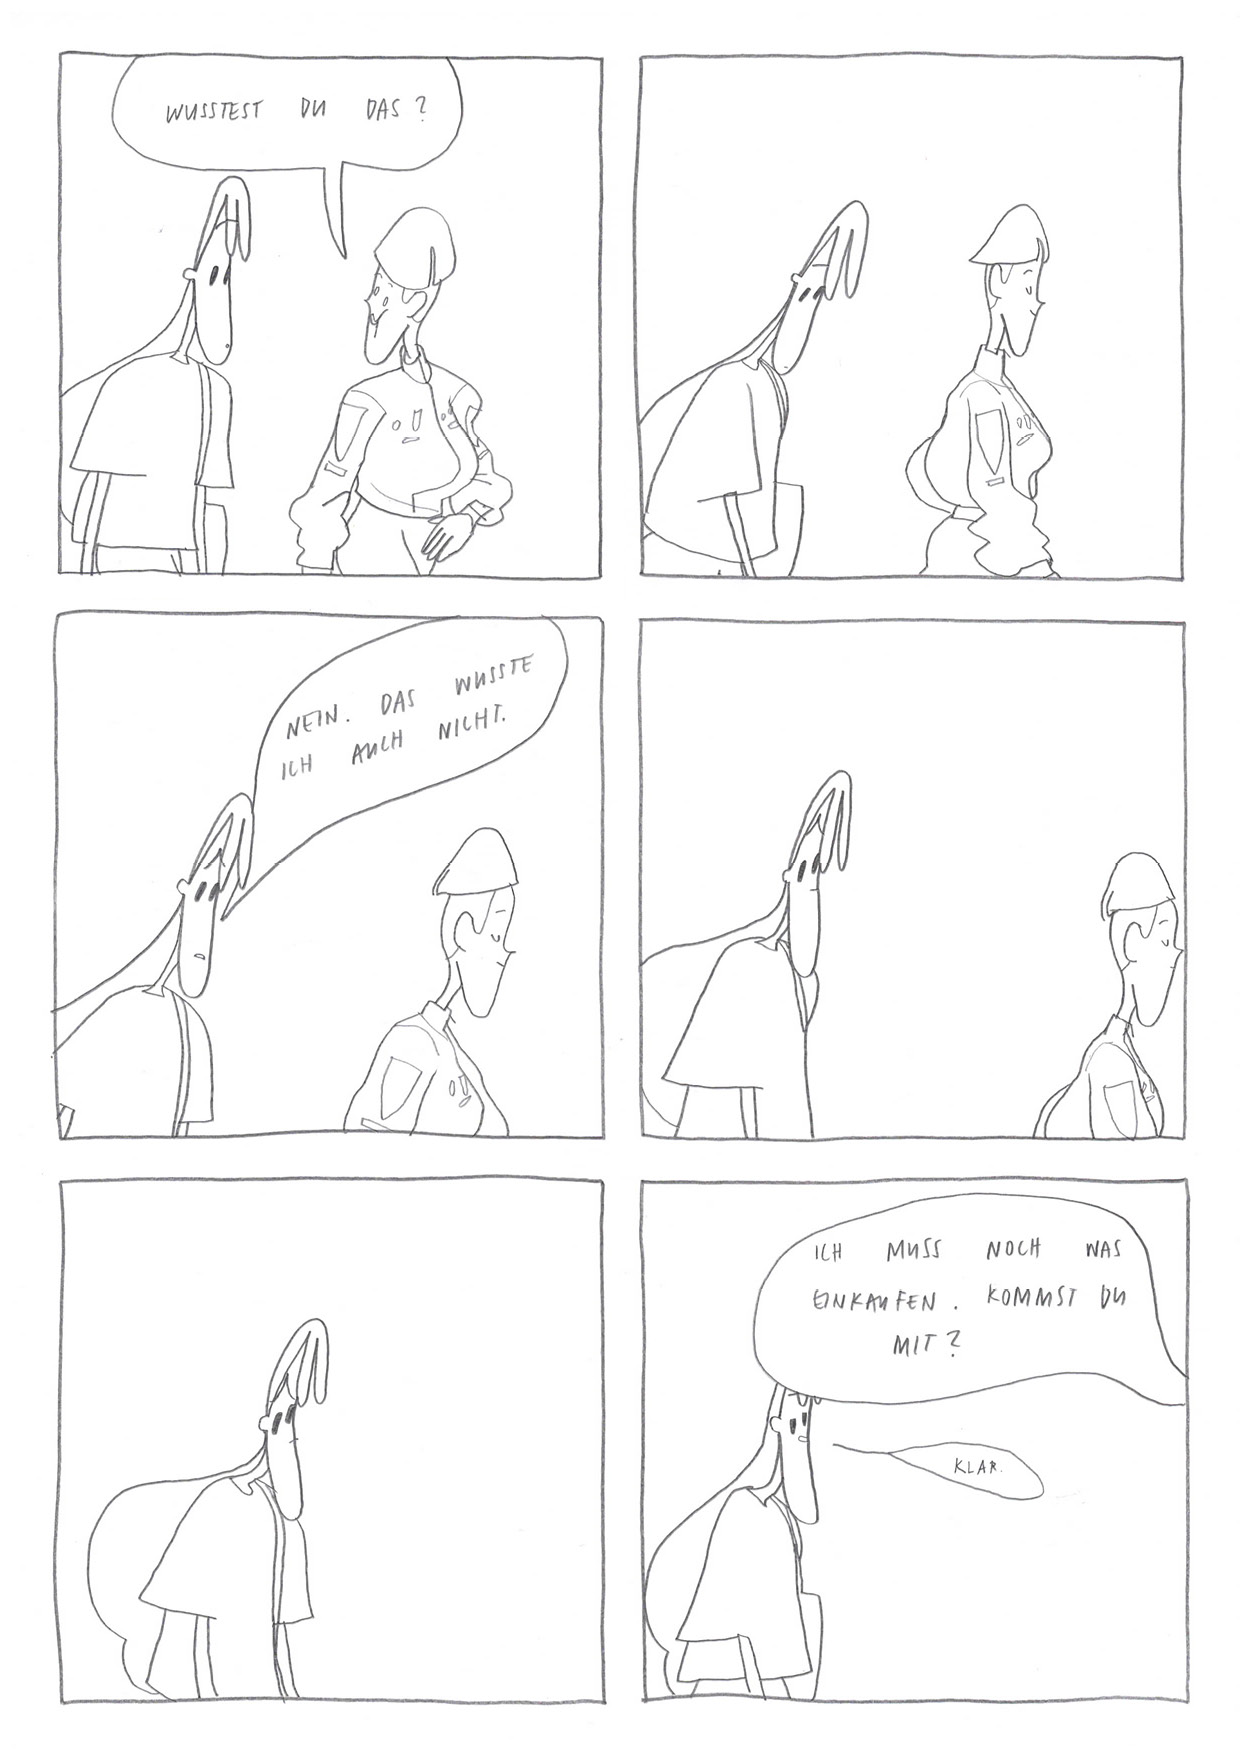 WUSSTEST DU DAS?
NEIN. DAS WUSSTE
ICH AUCH NICHT.
ICH MUSS NOCH WAS
EINKAUFEN. KOMMST DU
MIT?
KLAR.